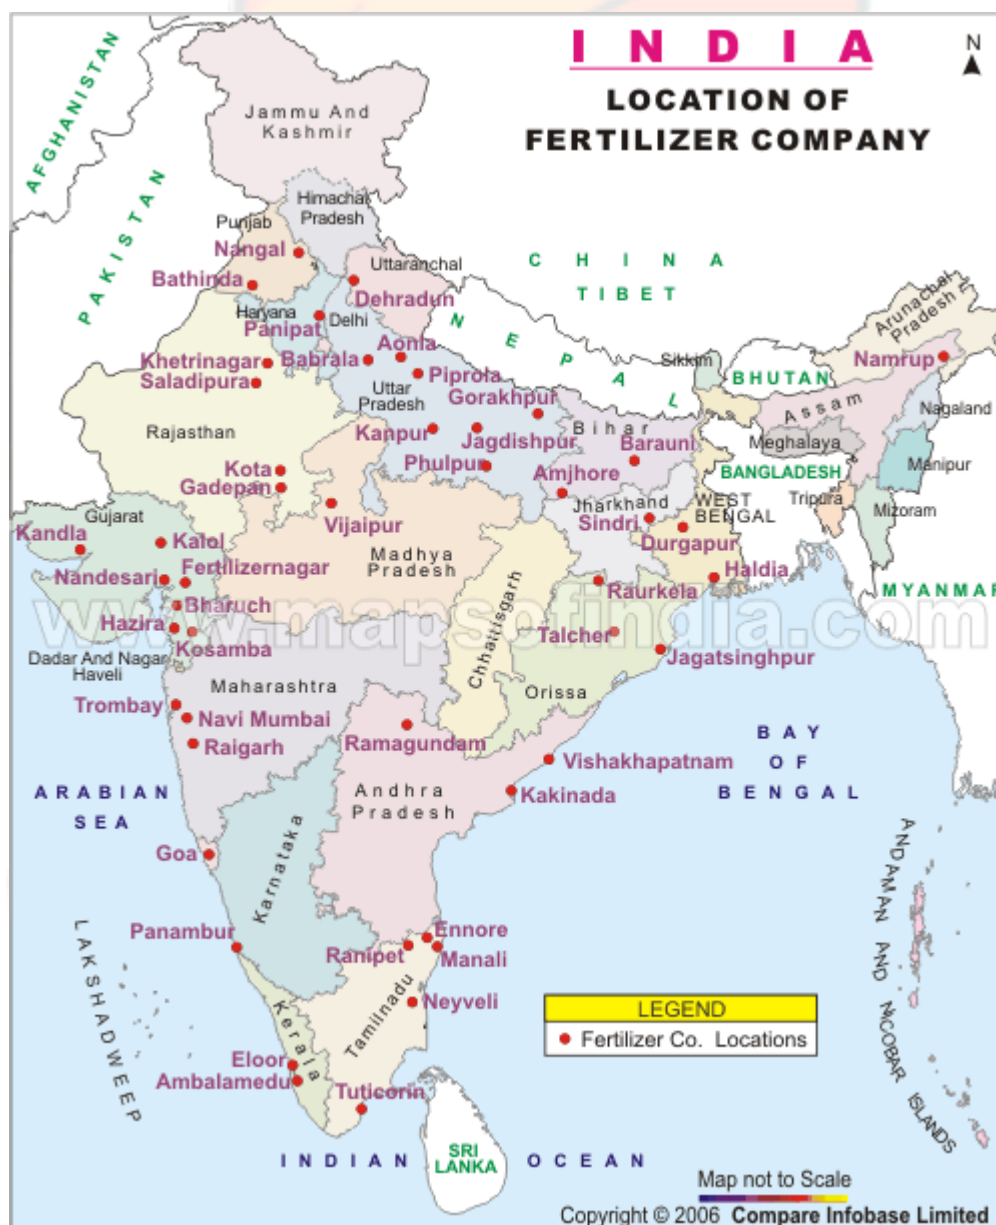 I N D I A
N
LOCATION OF
FERTILIZER COMPANY
AFGHANISTAN
PAKISTAN
Jammu And
Kashmir
Himachal
Pradesh
Punjab
Nangal
Bathinda
Uttaranchal
Dehradun
Haryana
Panipat
Delhi
CHINA
TIBET
NEPAL
Arunachal
Pradesh
Namrup
Sikkim
BHUTAN
Assam
Nagaland
Meghalaya
Manipur
BANGLADESH
Tripura
Mizoram
MYANMAR
Khetrinagar
Saladipura
Babrala
Aonla
Piprola
Uttar
Pradesh
Gorakhpur
Kanpur
Jagdishpur
Phulpur
Bihar
Barauni
Amjhore
Rajasthan
Kota
Gadepan
Vijaipur
Jharkhand
Sindri
WEST
BENGAL
Durgapur
Haldia
Gujarat
Kandla
Kalol
Nandesari
Fertilizernagar
Bharuch
Hazira
Kosamba
Madhya
Pradesh
Chhattisgarh
Raurkela
Talcher
Jagatsinghpur
Orissa
www.mapsofindia.com
Dadar And Nagar
Haveli
Maharashtra
Trombay
Navi Mumbai
Raigarh
Ramagundam
Vishakhapatnam
Kakinada
Andhra
Pradesh
BAY
OF
BENGAL
ARABIAN
SEA
Goa
Karnataka
Panambur
Ennore
Ranipet
Manali
Neyveli
Tamilnadu
Kerala
Eloor
Ambalamedu
Tuticorin
LAKSHADWEEP
ANDAMAN AND NICOBAR ISLANDS
LEGEND
Fertilizer Co. Locations
SRI
LANKA
INDIAN OCEAN
Map not to Scale
Copyright © 2006 Compare Infobase Limited